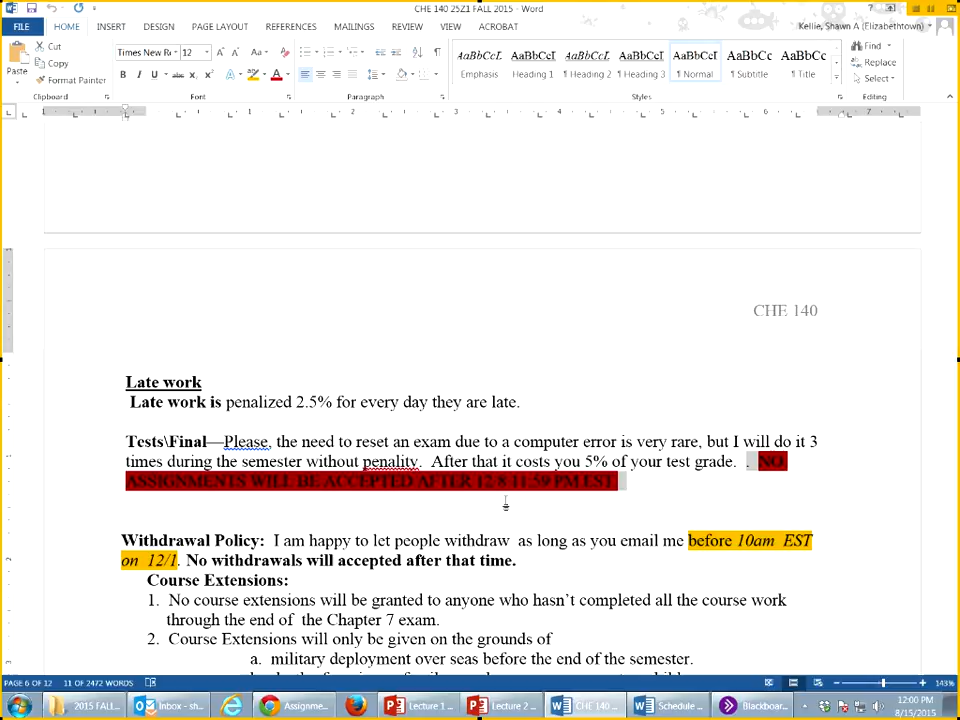 CHE 140 25Z1 FALL 2015 - Word
FILE HOME INSERT DESIGN PAGE LAYOUT REFERENCES MAILINGS REVIEW VIEW ACROBAT
Kellie, Shawn A (Elizabethtown)
Paste
Cut
Copy
Format Painter
Clipboard
Times New Ro 12
Font
Paragraph
AaBbCcL AaBbCcI AaBbCcL AaBbCcI AaBbCcI AaBbCc AaBbCc
Emphasis Heading 1 ¶ Heading 2 ¶ Heading 3 ¶ Normal ¶ Subtitle ¶ Title
Styles
Find
Replace
Select
Editing
CHE 140
Late work
Late work is penalized 2.5% for every day they are late.
Tests\Final—Please, the need to reset an exam due to a computer error is very rare, but I will do it 3
times during the semester without penality. After that it costs you 5% of your test grade. . NO
ASSIGNMENTS WILL BE ACCEPTED AFTER 12/8 11:59 PM EST
Withdrawal Policy: I am happy to let people withdraw as long as you email me before 10am EST
on 12/1. No withdrawals will accepted after that time.
Course Extensions:
1. No course extensions will be granted to anyone who hasn’t completed all the course work
through the end of the Chapter 7 exam.
2. Course Extensions will only be given on the grounds of
a. military deployment over seas before the end of the semester.
PAGE 6 OF 12 11 OF 2472 WORDS
143%
2015 FALL... Inbox - sh... Assignme... Lecture 1 ... Lecture 2 ... CHE 140 ... Schedule ... Blackboar...
12:00 PM
8/15/2015